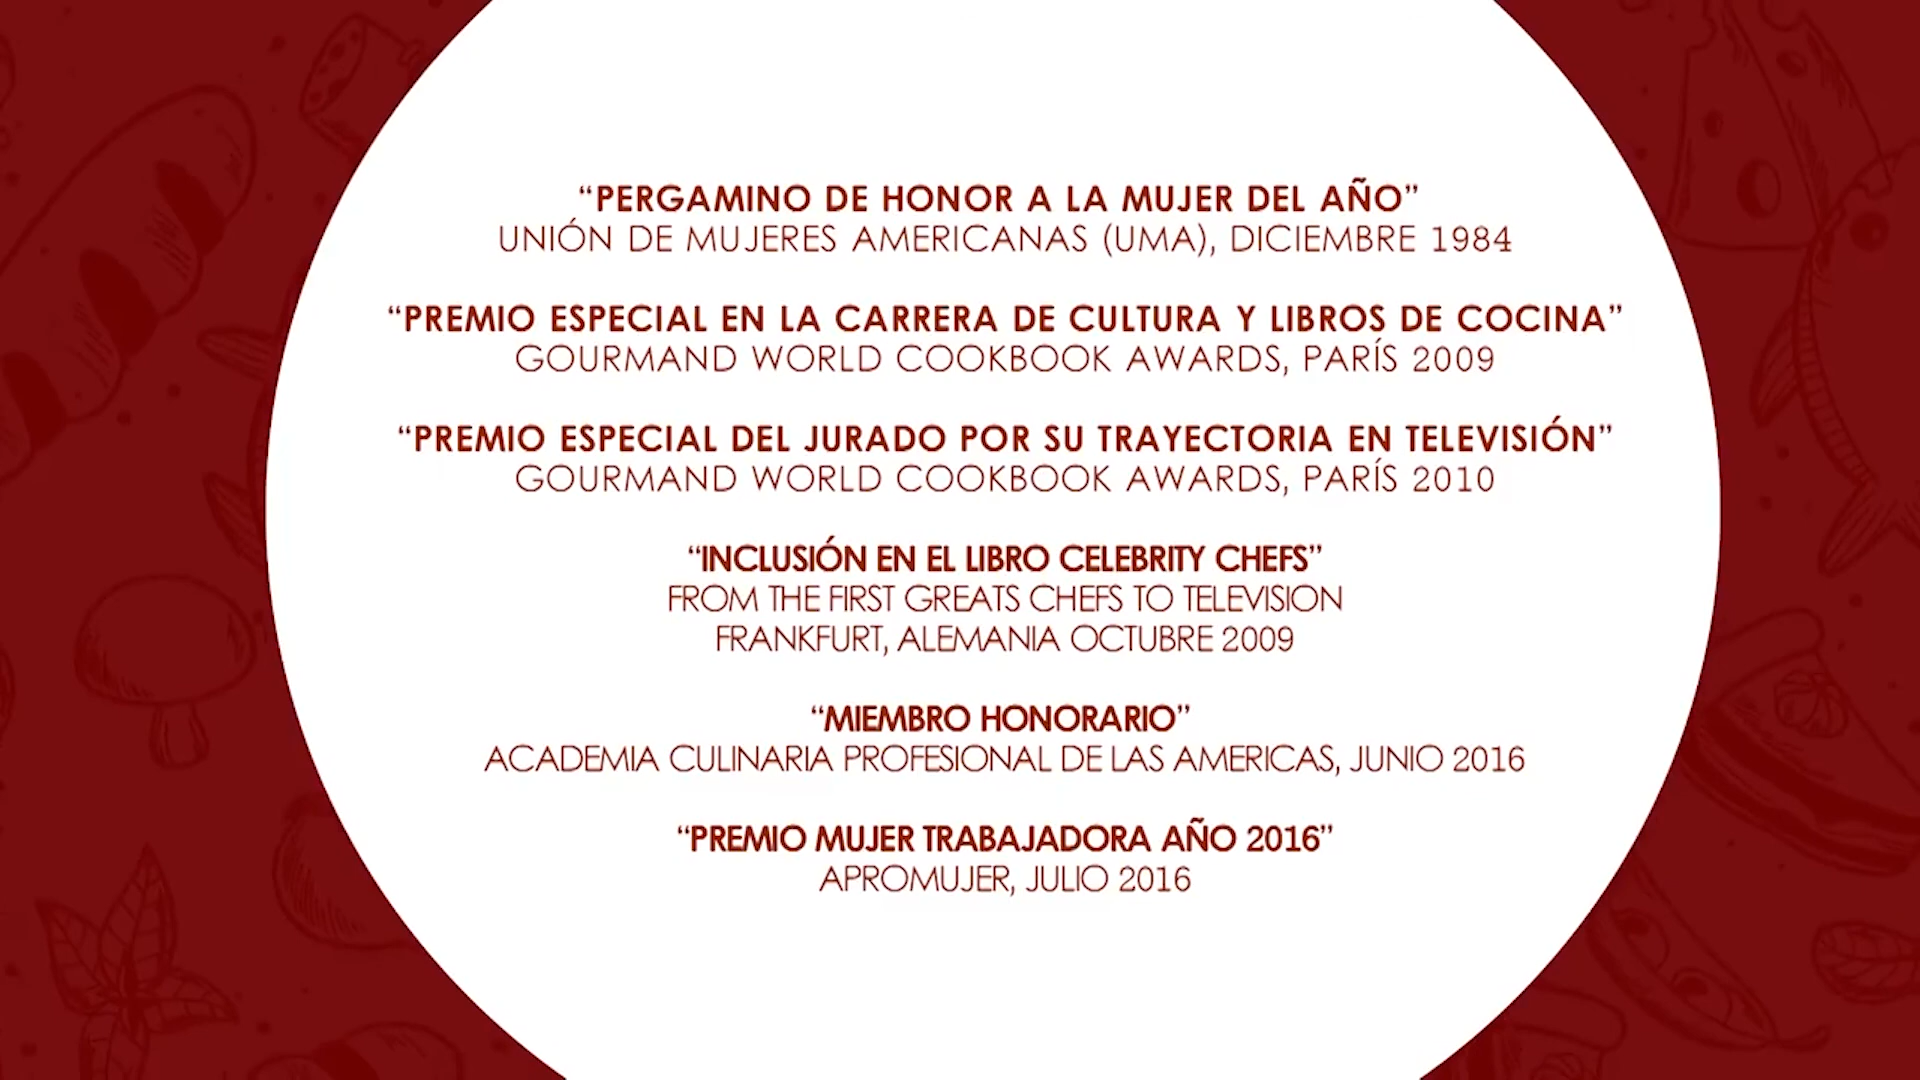 “PERGAMINO DE HONOR A LA MUJER DEL AÑO”
UNIÓN DE MUJERES AMERICANAS (UMA), DICIEMBRE 1984
“PREMIO ESPECIAL EN LA CARRERA DE CULTURA Y LIBROS DE COCINA”
GOURMAND WORLD COOKBOOK AWARDS, PARÍS 2009
“PREMIO ESPECIAL DEL JURADO POR SU TRAYECTORIA EN TELEVISIÓN”
GOURMAND WORLD COOKBOOK AWARDS, PARÍS 2010
“INCLUSIÓN EN EL LIBRO CELEBRITY CHEFS”
FROM THE FIRST GREATS CHEFS TO TELEVISION
FRANKFURT, ALEMANIA OCTUBRE 2009
“MIEMBRO HONORARIO”
ACADEMIA CULINARIA PROFESIONAL DE LAS AMERICAS, JUNIO 2016
“PREMIO MUJER TRABAJADORA AÑO 2016”
APROMUJER, JULIO 2016